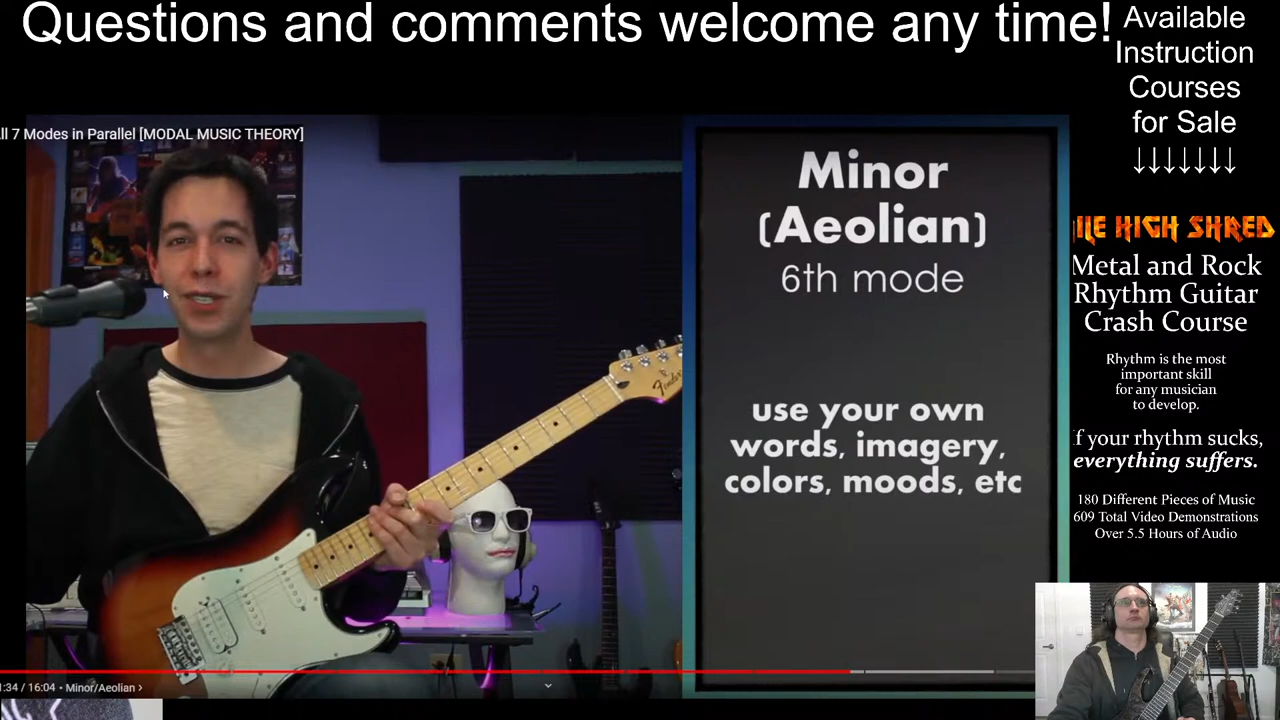 Questions and comments welcome any time!
Available
Instruction
Courses
for Sale
↓↓↓↓↓↓↓
ll 7 Modes in Parallel [MODAL MUSIC THEORY]
Minor
(Aeolian)
6th mode
use your own
words, imagery,
colors, moods, etc
Fender
ILE HIGH SHRED
Metal and Rock
Rhythm Guitar
Crash Course
Rhythm is the most
important skill
for any musician
to develop.
f your rhythm sucks,
everything suffers.
180 Different Pieces of Music
609 Total Video Demonstrations
Over 5.5 Hours of Audio
1:34 / 16:04 • Minor/Aeolian ›